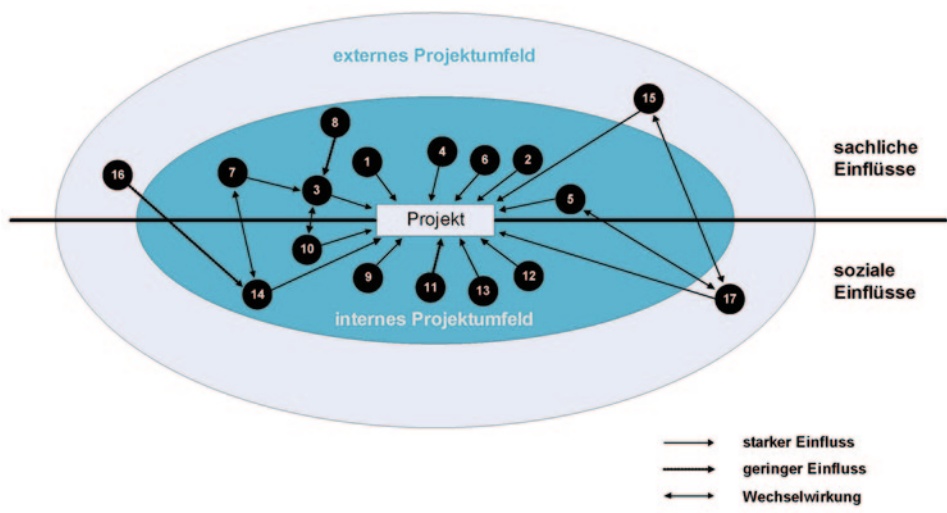 externes Projektumfeld
15
8
sachliche
Einflüsse
1
4
6
2
16
7
3
5
Projekt
10
9
11
13
12
soziale
Einflüsse
14
17
internes Projektumfeld
starker Einfluss
geringer Einfluss
Wechselwirkung